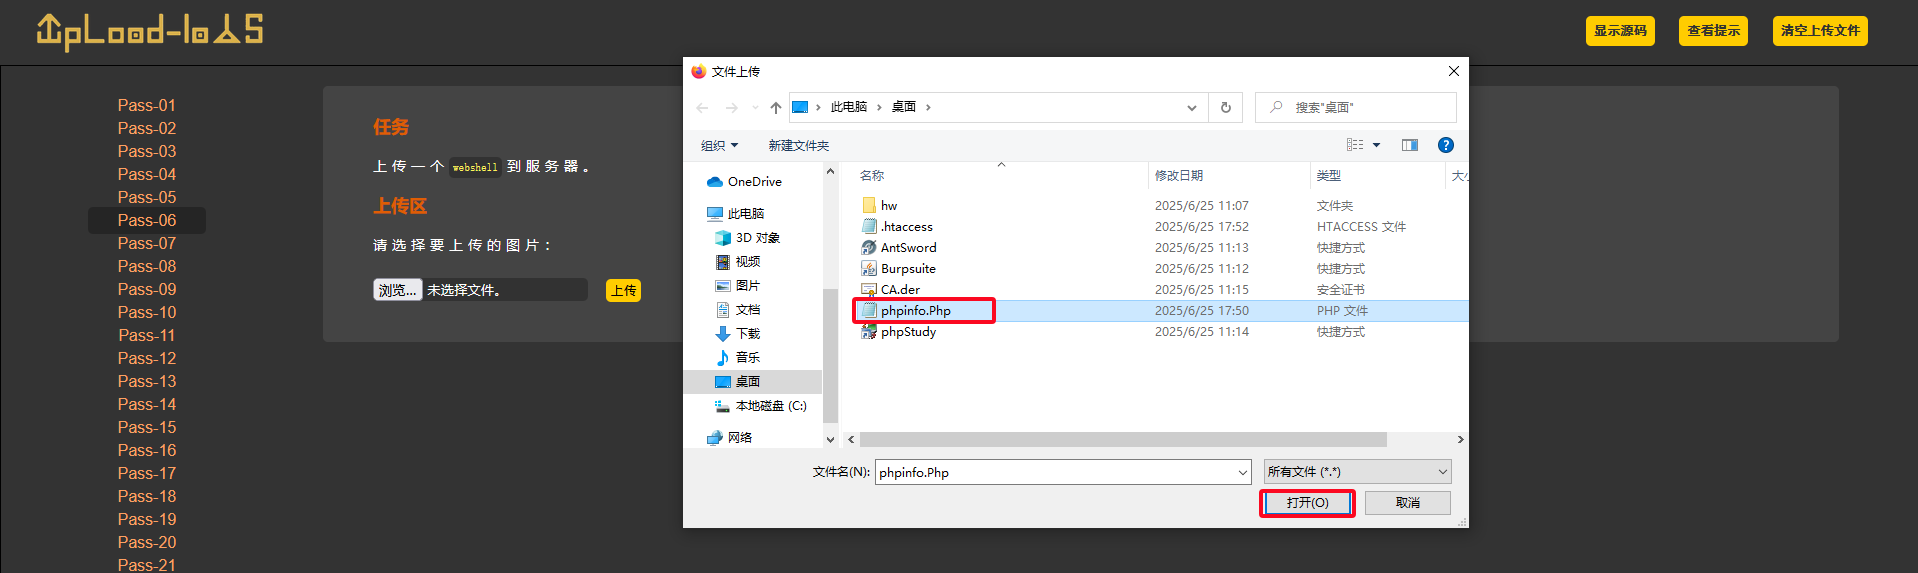 UpLoad-labS
显示源码
查看提示
清空上传文件
Pass-01
Pass-02
Pass-03
Pass-04
Pass-05
Pass-06
Pass-07
Pass-08
Pass-09
Pass-10
Pass-11
Pass-12
Pass-13
Pass-14
Pass-15
Pass-16
Pass-17
Pass-18
Pass-19
Pass-20
Pass-21
任务
上传一个 webshell 到服务器。
上传区
请选择要上传的图片：
浏览... 未选择文件。
上传
文件上传
此电脑 > 桌面 >
搜索"桌面"
组织
新建文件夹
OneDrive
此电脑
3D 对象
视频
图片
文档
下载
音乐
桌面
本地磁盘 (C:)
网络
名称 修改日期 类型 大小
hw 2025/6/25 11:07 文件夹
.htaccess 2025/6/25 17:52 HTACCESS 文件
AntSword 2025/6/25 11:13 快捷方式
Burpsuite 2025/6/25 11:12 快捷方式
CA.der 2025/6/25 11:15 安全证书
phpinfo.Php 2025/6/25 17:50 PHP 文件
phpStudy 2025/6/25 11:14 快捷方式
文件名(N): phpinfo.Php
所有文件 (*.*)
打开(O)
取消